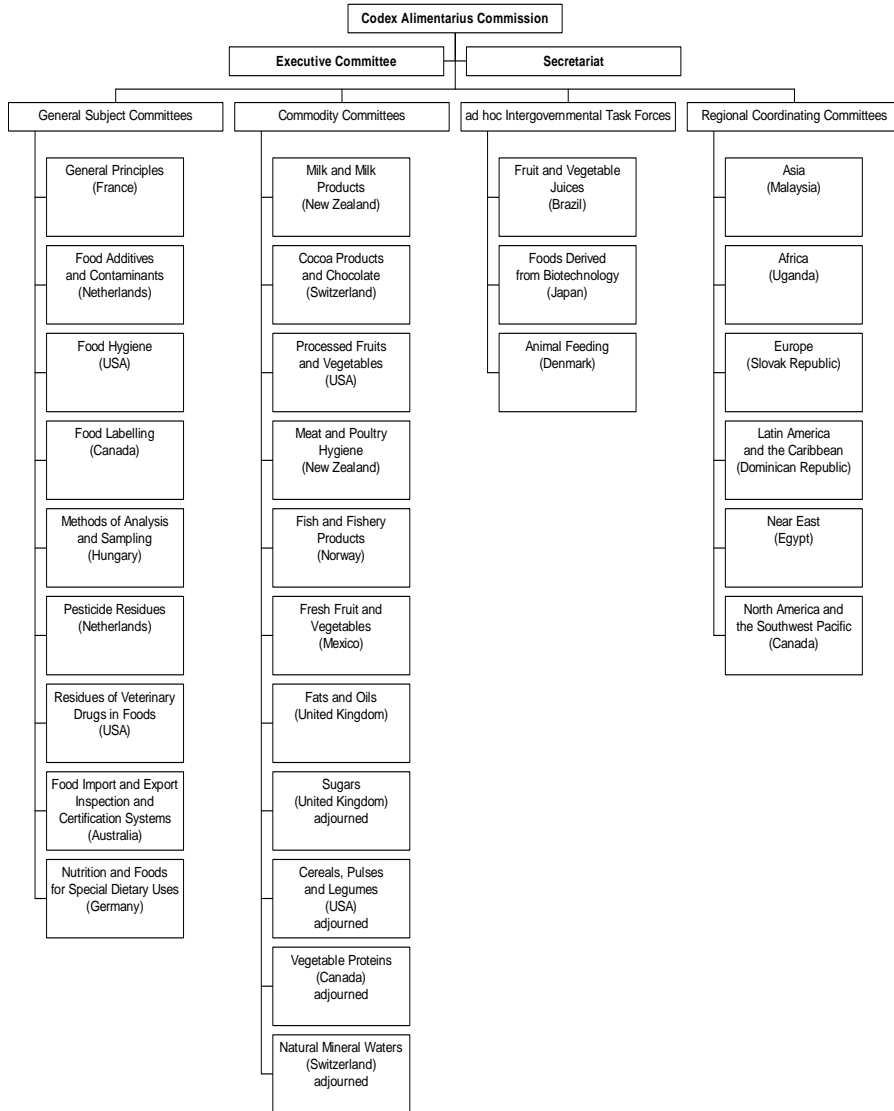 Codex Alimentarius Commission
Executive Committee
Secretariat
General Subject Committees
Commodity Committees
ad hoc Intergovernmental Task Forces
Regional Coordinating Committees
General Principles
(France)
Food Additives
and Contaminants
(Netherlands)
Food Hygiene
(USA)
Food Labelling
(Canada)
Methods of Analysis
and Sampling
(Hungary)
Pesticide Residues
(Netherlands)
Residues of Veterinary
Drugs in Foods
(USA)
Food Import and Export
Inspection and
Certification Systems
(Australia)
Nutrition and Foods
for Special Dietary Uses
(Germany)
Milk and Milk
Products
(New Zealand)
Cocoa Products
and Chocolate
(Switzerland)
Processed Fruits
and Vegetables
(USA)
Meat and Poultry
Hygiene
(New Zealand)
Fish and Fishery
Products
(Norway)
Fresh Fruit and
Vegetables
(Mexico)
Fats and Oils
(United Kingdom)
Sugars
(United Kingdom)
adjourned
Cereals, Pulses
and Legumes
(USA)
adjourned
Vegetable Proteins
(Canada)
adjourned
Natural Mineral Waters
(Switzerland)
adjourned
Fruit and Vegetable
Juices
(Brazil)
Foods Derived
from Biotechnology
(Japan)
Animal Feeding
(Denmark)
Asia
(Malaysia)
Africa
(Uganda)
Europe
(Slovak Republic)
Latin America
and the Caribbean
(Dominican Republic)
Near East
(Egypt)
North America and
the Southwest Pacific
(Canada)